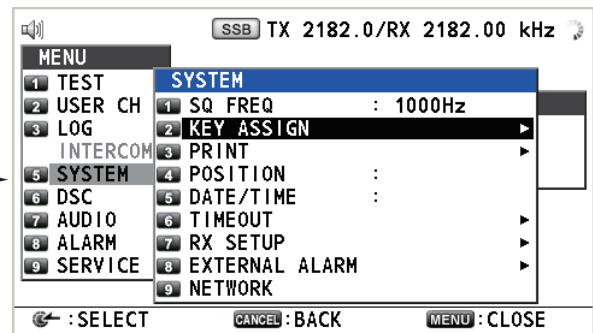 SSB TX 2182.0/RX 2182.00 kHz
MENU
1 TEST
2 USER CH
3 LOG
INTERCOM
5 SYSTEM
6 DSC
7 AUDIO
8 ALARM
9 SERVICE
SYSTEM
1 SQ FREQ : 1000Hz
2 KEY ASSIGN
3 PRINT
4 POSITION :
5 DATE/TIME :
6 TIMEOUT
7 RX SETUP
8 EXTERNAL ALARM
9 NETWORK
:SELECT CANCEL:BACK MENU:CLOSE